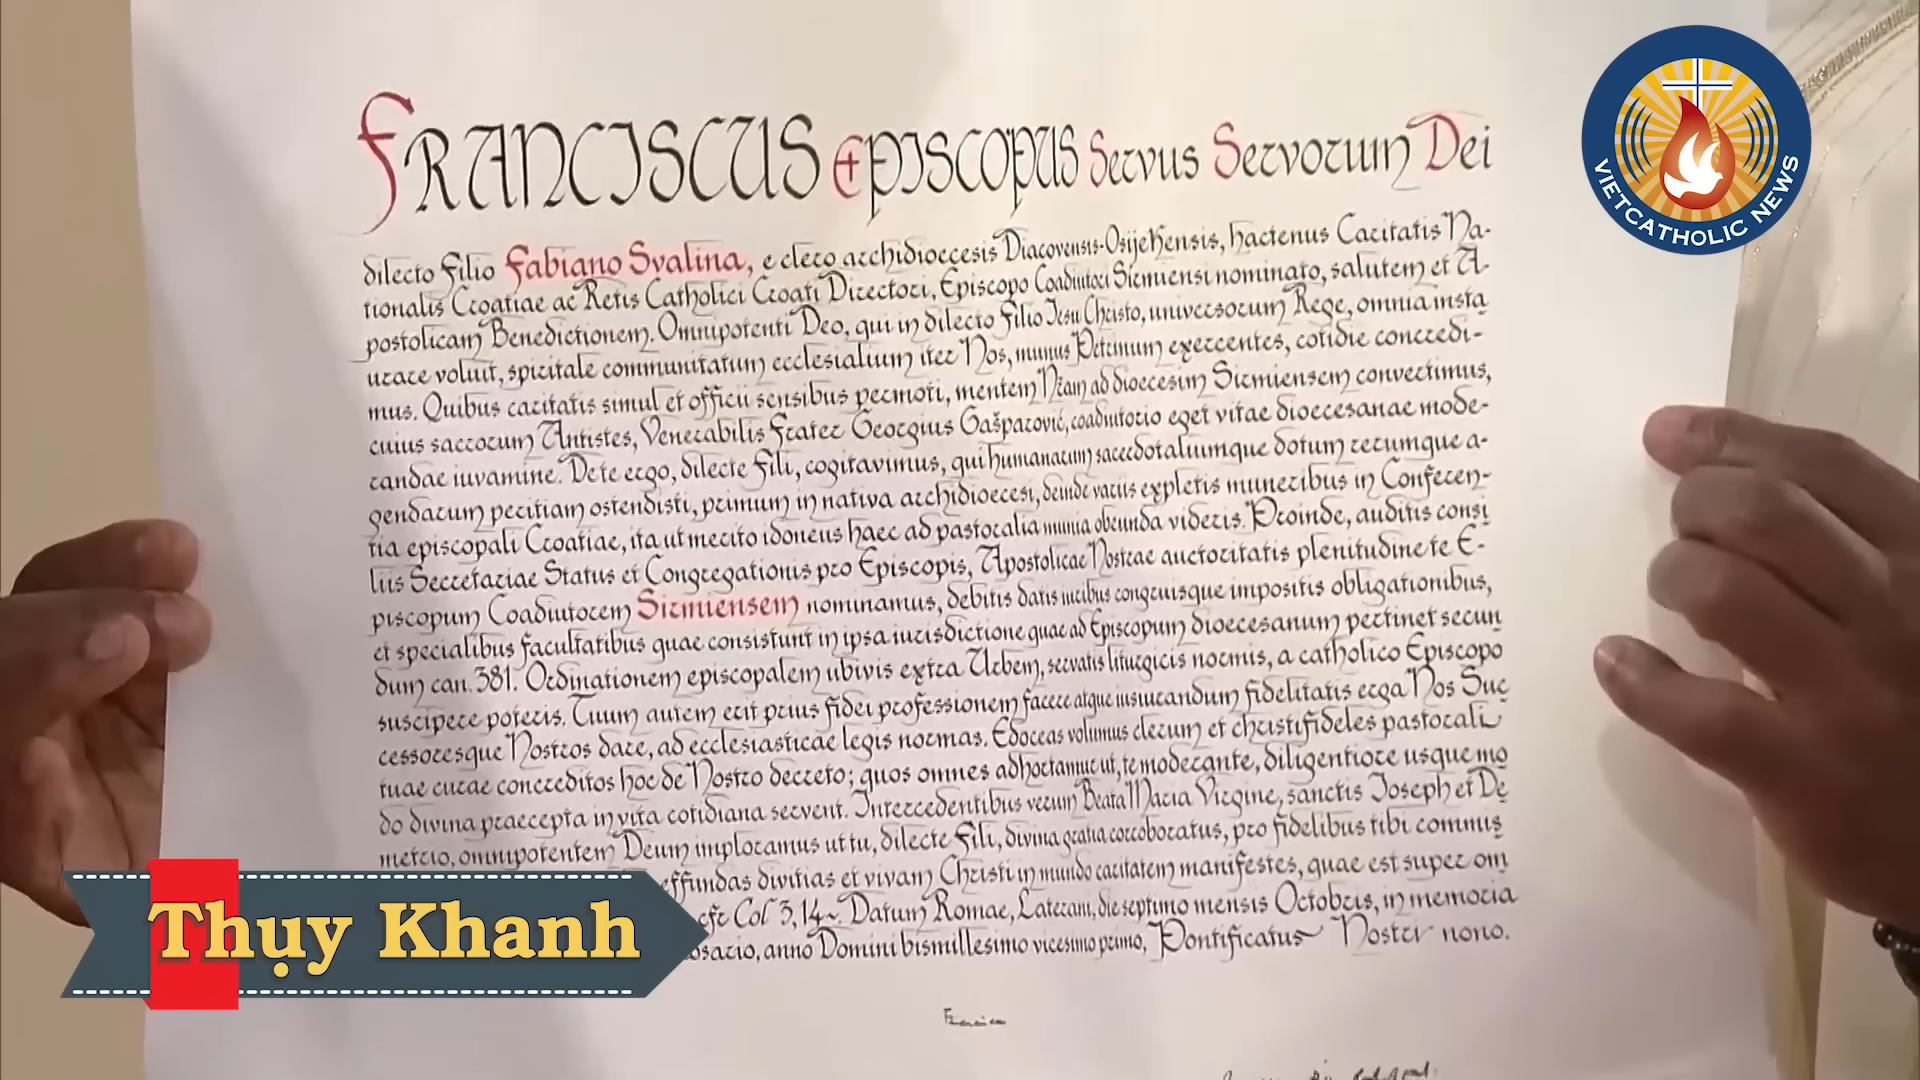 FRANCISCUS EPISCOPUS Servus Servorum Dei
dilecto Filio Fabiano Svalina, e clero archidioecesis Diacovensis-Osijekensis, hactenus Caritatis Na-
tionalis Croatiae ac Retis Catholici Croati Directori, Episcopo Coadiutori Sirmiensi nominato, salutem et A-
postolicam Benedictionem. Omnipotenti Deo, qui in dilecto Filio Iesu Christo, universorum Rege, omnia insta
urare voluit, spiritale communitatum ecclesialium iter Nos, munus Petrinum exercentes, cotidie concredi-
mus. Quibus caritatis simul et officii sensibus permoti, mentem Nram ad dioecesim Sirmiensem convertimus,
cuius sacrorum Antistes, Venerabilis Frater Georgius Gašparović, coadiutorio eget vitae dioecesanae mode-
randae iuvamine. De te ergo, dilecte Fili, cogitavimus, qui humanarum sacerdotaliumque dotum rerumque a-
gendarum peritiam ostendisti, primum in nativa archidioecesi, deinde variis expletis muneribus in Conferen-
tia episcopali Croatiae, ita ut merito idoneus haec ad pastoralia munia obeunda videris. Proinde, auditis consi
liis Secretariae Status et Congregationis pro Episcopis, Apostolicae Nostrae auctoritatis plenitudine te E-
piscopum Coadiutorem Sirmiensem nominamus, debitis datis iuribus congruisque impositis obligationibus,
et specialibus facultatibus quae consistunt in ipsa iurisdictione quae ad Episcopum dioecesanum pertinet secun
dum can. 381. Ordinationem episcopalem ubivis extra Urbem, servatis liturgicis normis, a catholico Episcopo
suscipere poteris. Tuum autem erit prius fidei professionem facere atque iusiurandum fidelitatis erga Nos Suc
cessoresque Nostros dare, ad ecclesiasticae legis normas. Edoceas volumus clerum et christifideles pastorali
tuae curae concreditos hoc de Nostro decreto; quos omnes adhortamur ut, te moderante, diligentiore usque mo
do divina praecepta in vita cotidiana servent. Intercedentibus verum Beata Maria Virgine, sanctis Ioseph et De
metrio, omnipotentem Deum imploramus ut tu, dilecte Fili, divina gratia corroboratus, pro fidelibus tibi commis
effundas divitias et vivam Christi in mundo caritatem manifestes, quae est super om
cfr Col 3, 14. Datum Romae, Laterani, die septimo mensis Octobris, in memoria
osario, anno Domini bismillesimo vicesimo primo, Pontificatus Nostri nono.
Franciscus
VIETCATHOLIC NEWS
Thụy Khanh